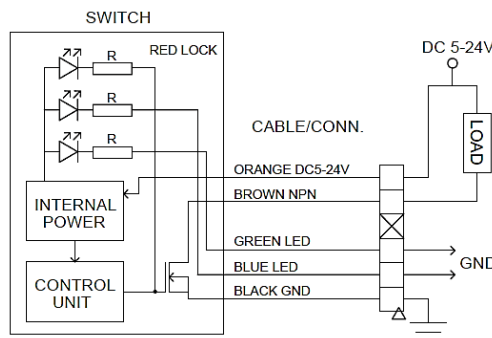 SWITCH
RED LOCK
R
R
R
DC 5-24V
LOAD
CABLE/CONN.
ORANGE DC5-24V
BROWN NPN
INTERNAL
POWER
GREEN LED
BLUE LED
GND
CONTROL
UNIT
BLACK GND